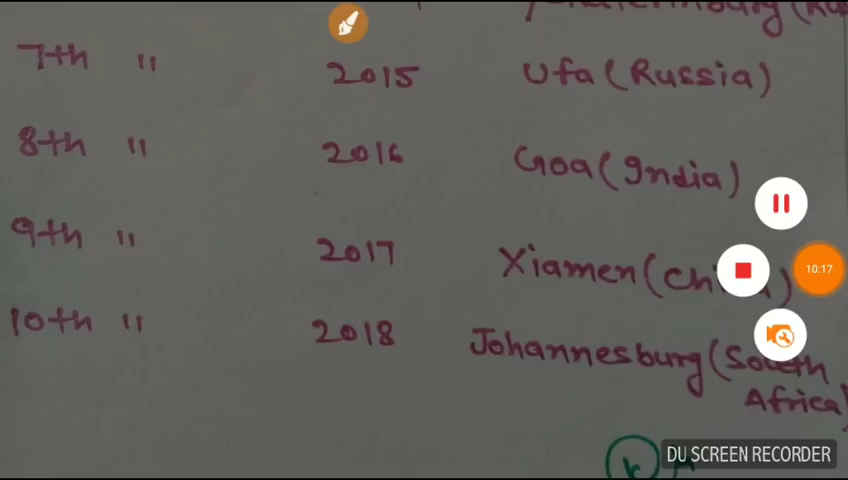 7th " 2015 Ufa (Russia)
8th " 2016 Goa (India)
9th " 2017 Xiamen (
10th " 2018 Johannesburg (South
Africa)
10:17
DU SCREEN RECORDER